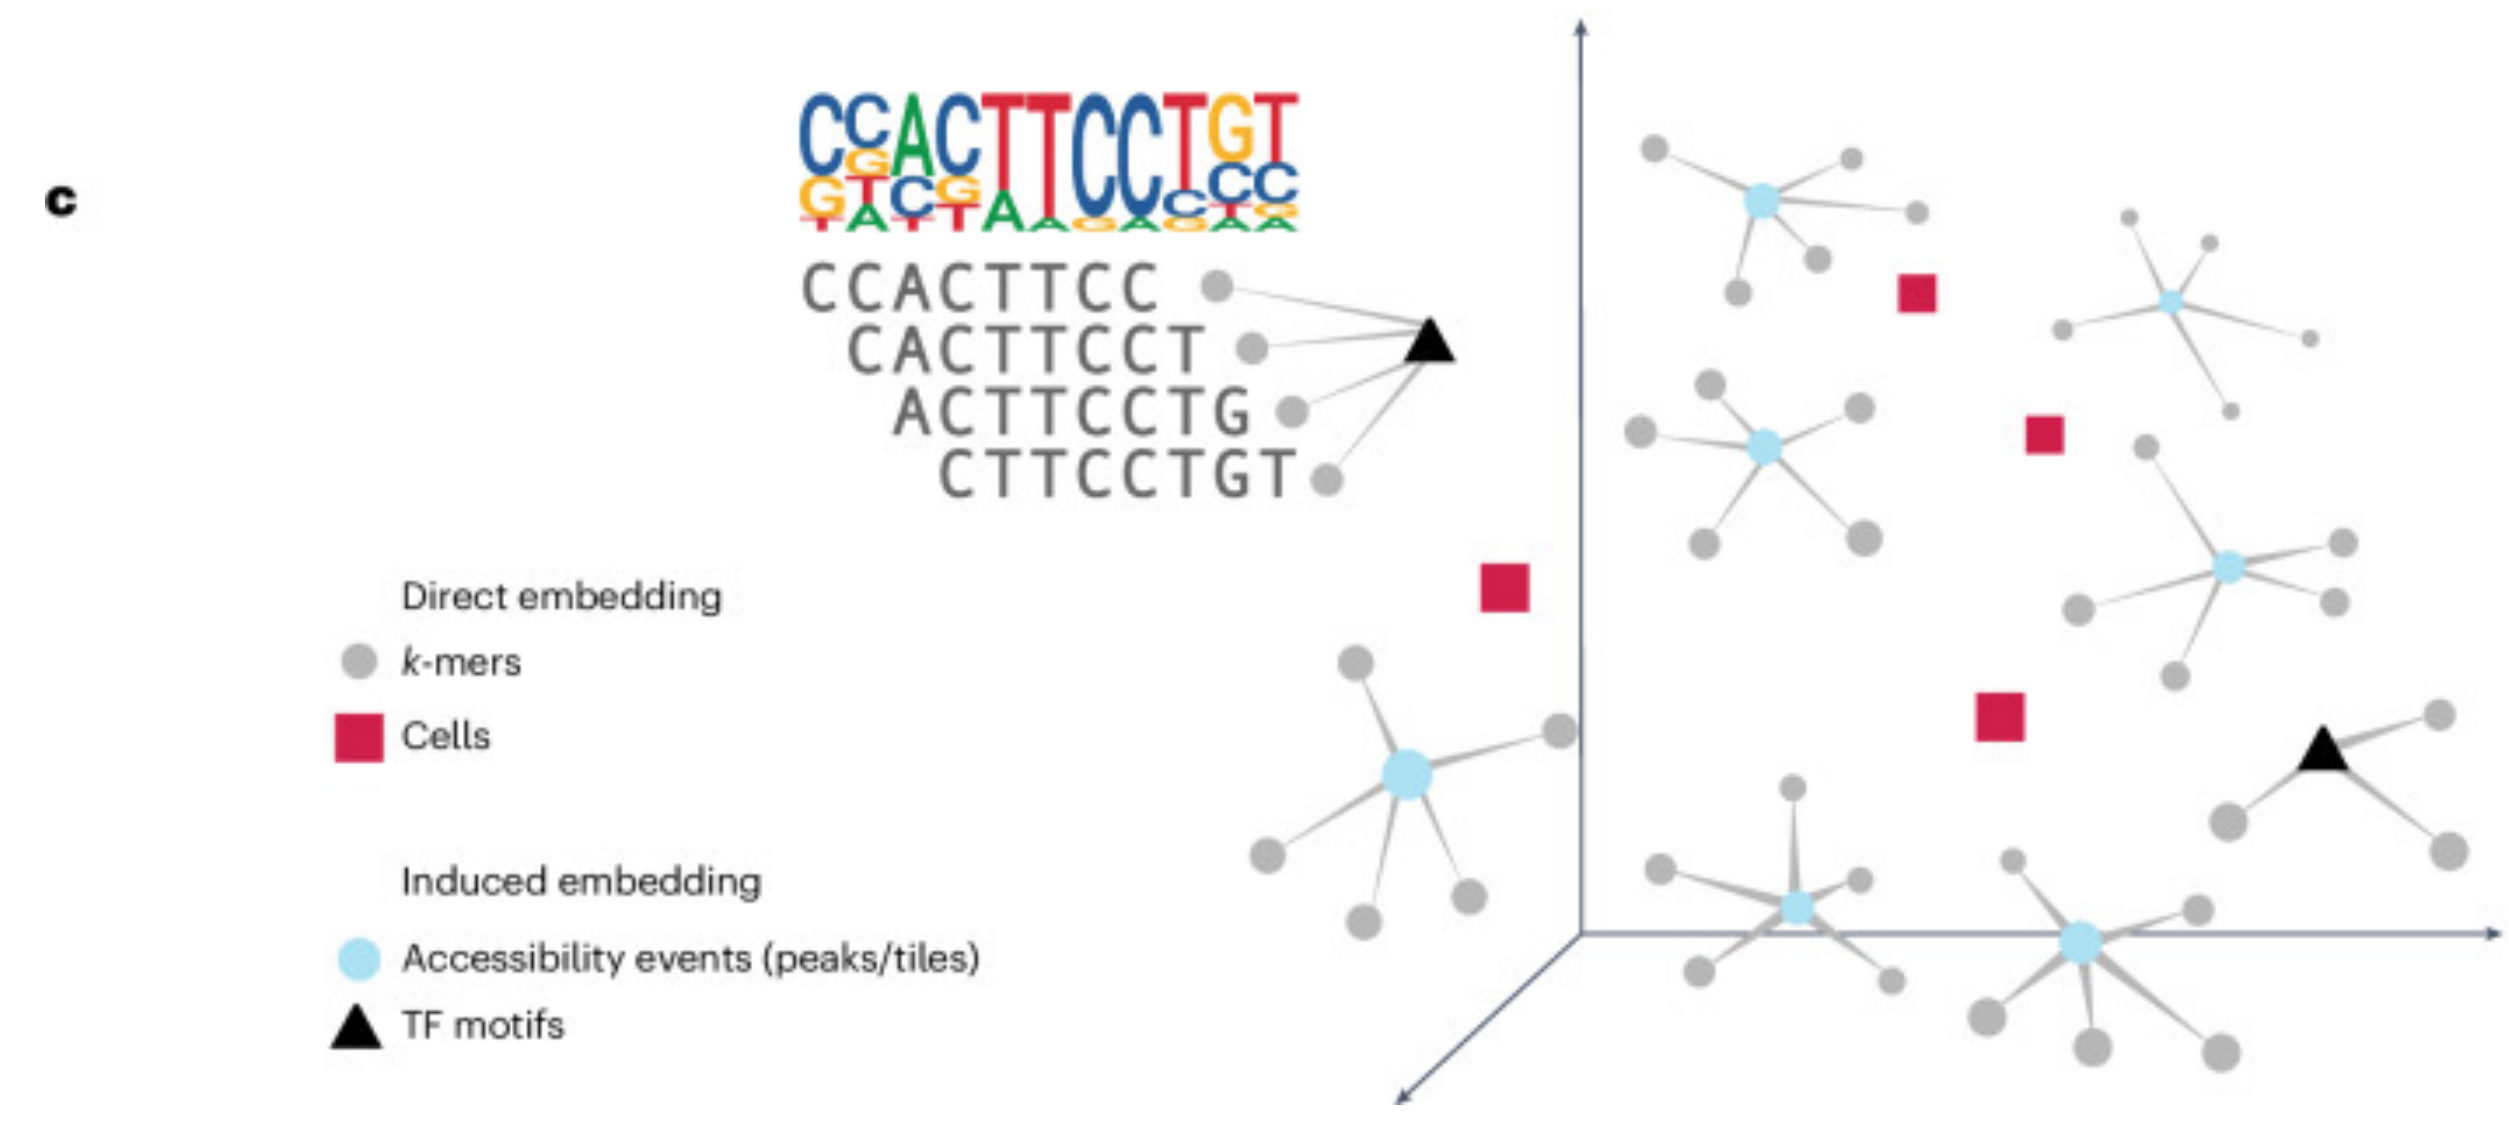 c
CCACTTCCTGT
CCACTTCC
CACTTCCT
ACTTCCTG
CTTCCTGT
Direct embedding
k-mers
Cells
Induced embedding
Accessibility events (peaks/tiles)
TF motifs